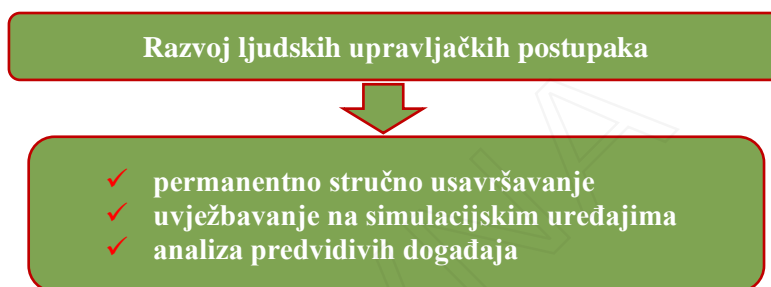 Razvoj ljudskih upravljačkih postupaka
permanentno stručno usavršavanje
uvježbavanje na simulacijskim uređajima
analiza predvidivih događaja